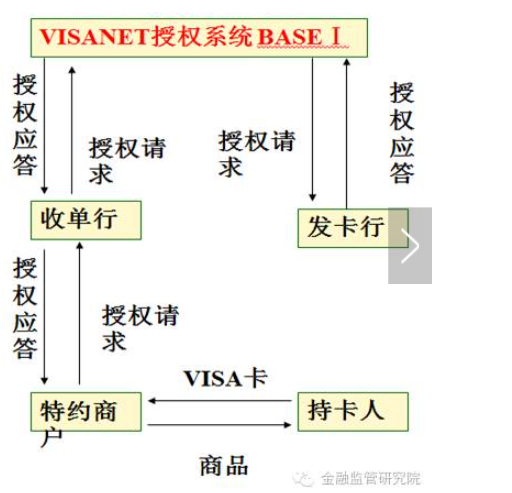 VISANET授权系统 BASE Ⅰ
授
权
应
答
授权请
求
授权请
求
授
权
应
答
收单行
发卡行
授
权
应
答
授权请
求
VISA卡
特约商
户
持卡人
商品
金融监管研究院